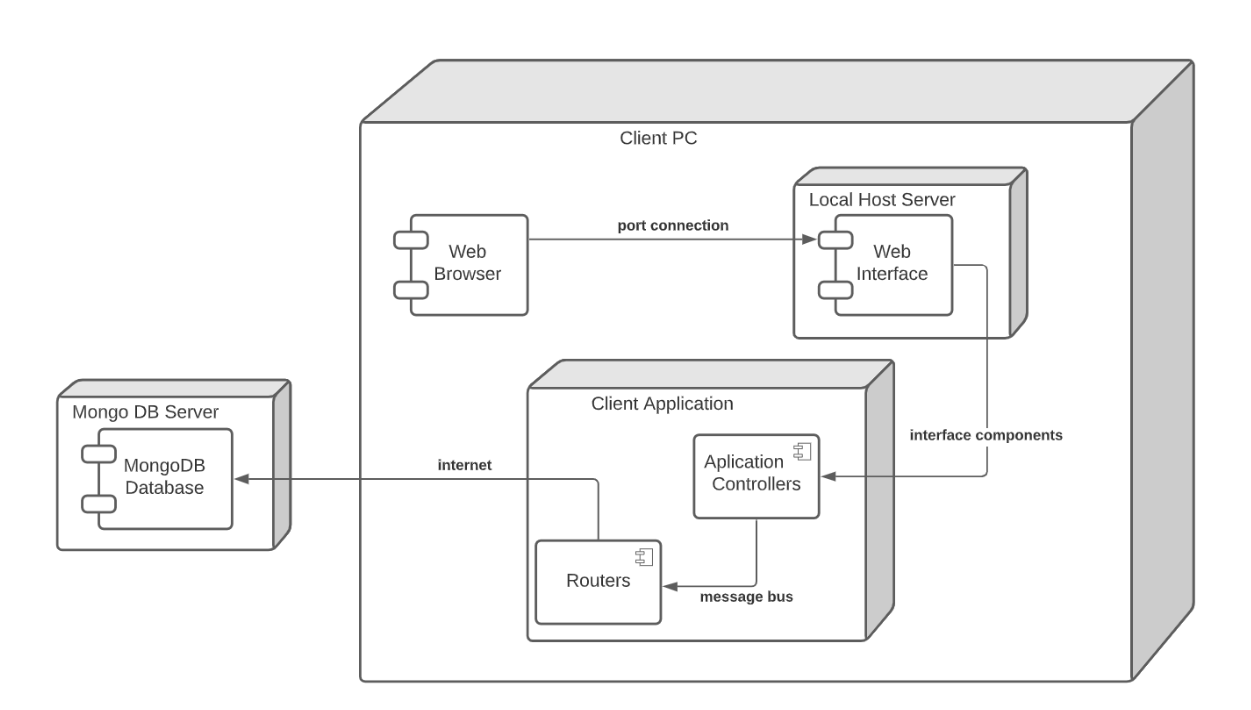 Client PC
Local Host Server
port connection
Web
Browser
Web
Interface
Client Application
Mongo DB Server
interface components
Aplication
Controllers
internet
MongoDB
Database
Routers
message bus